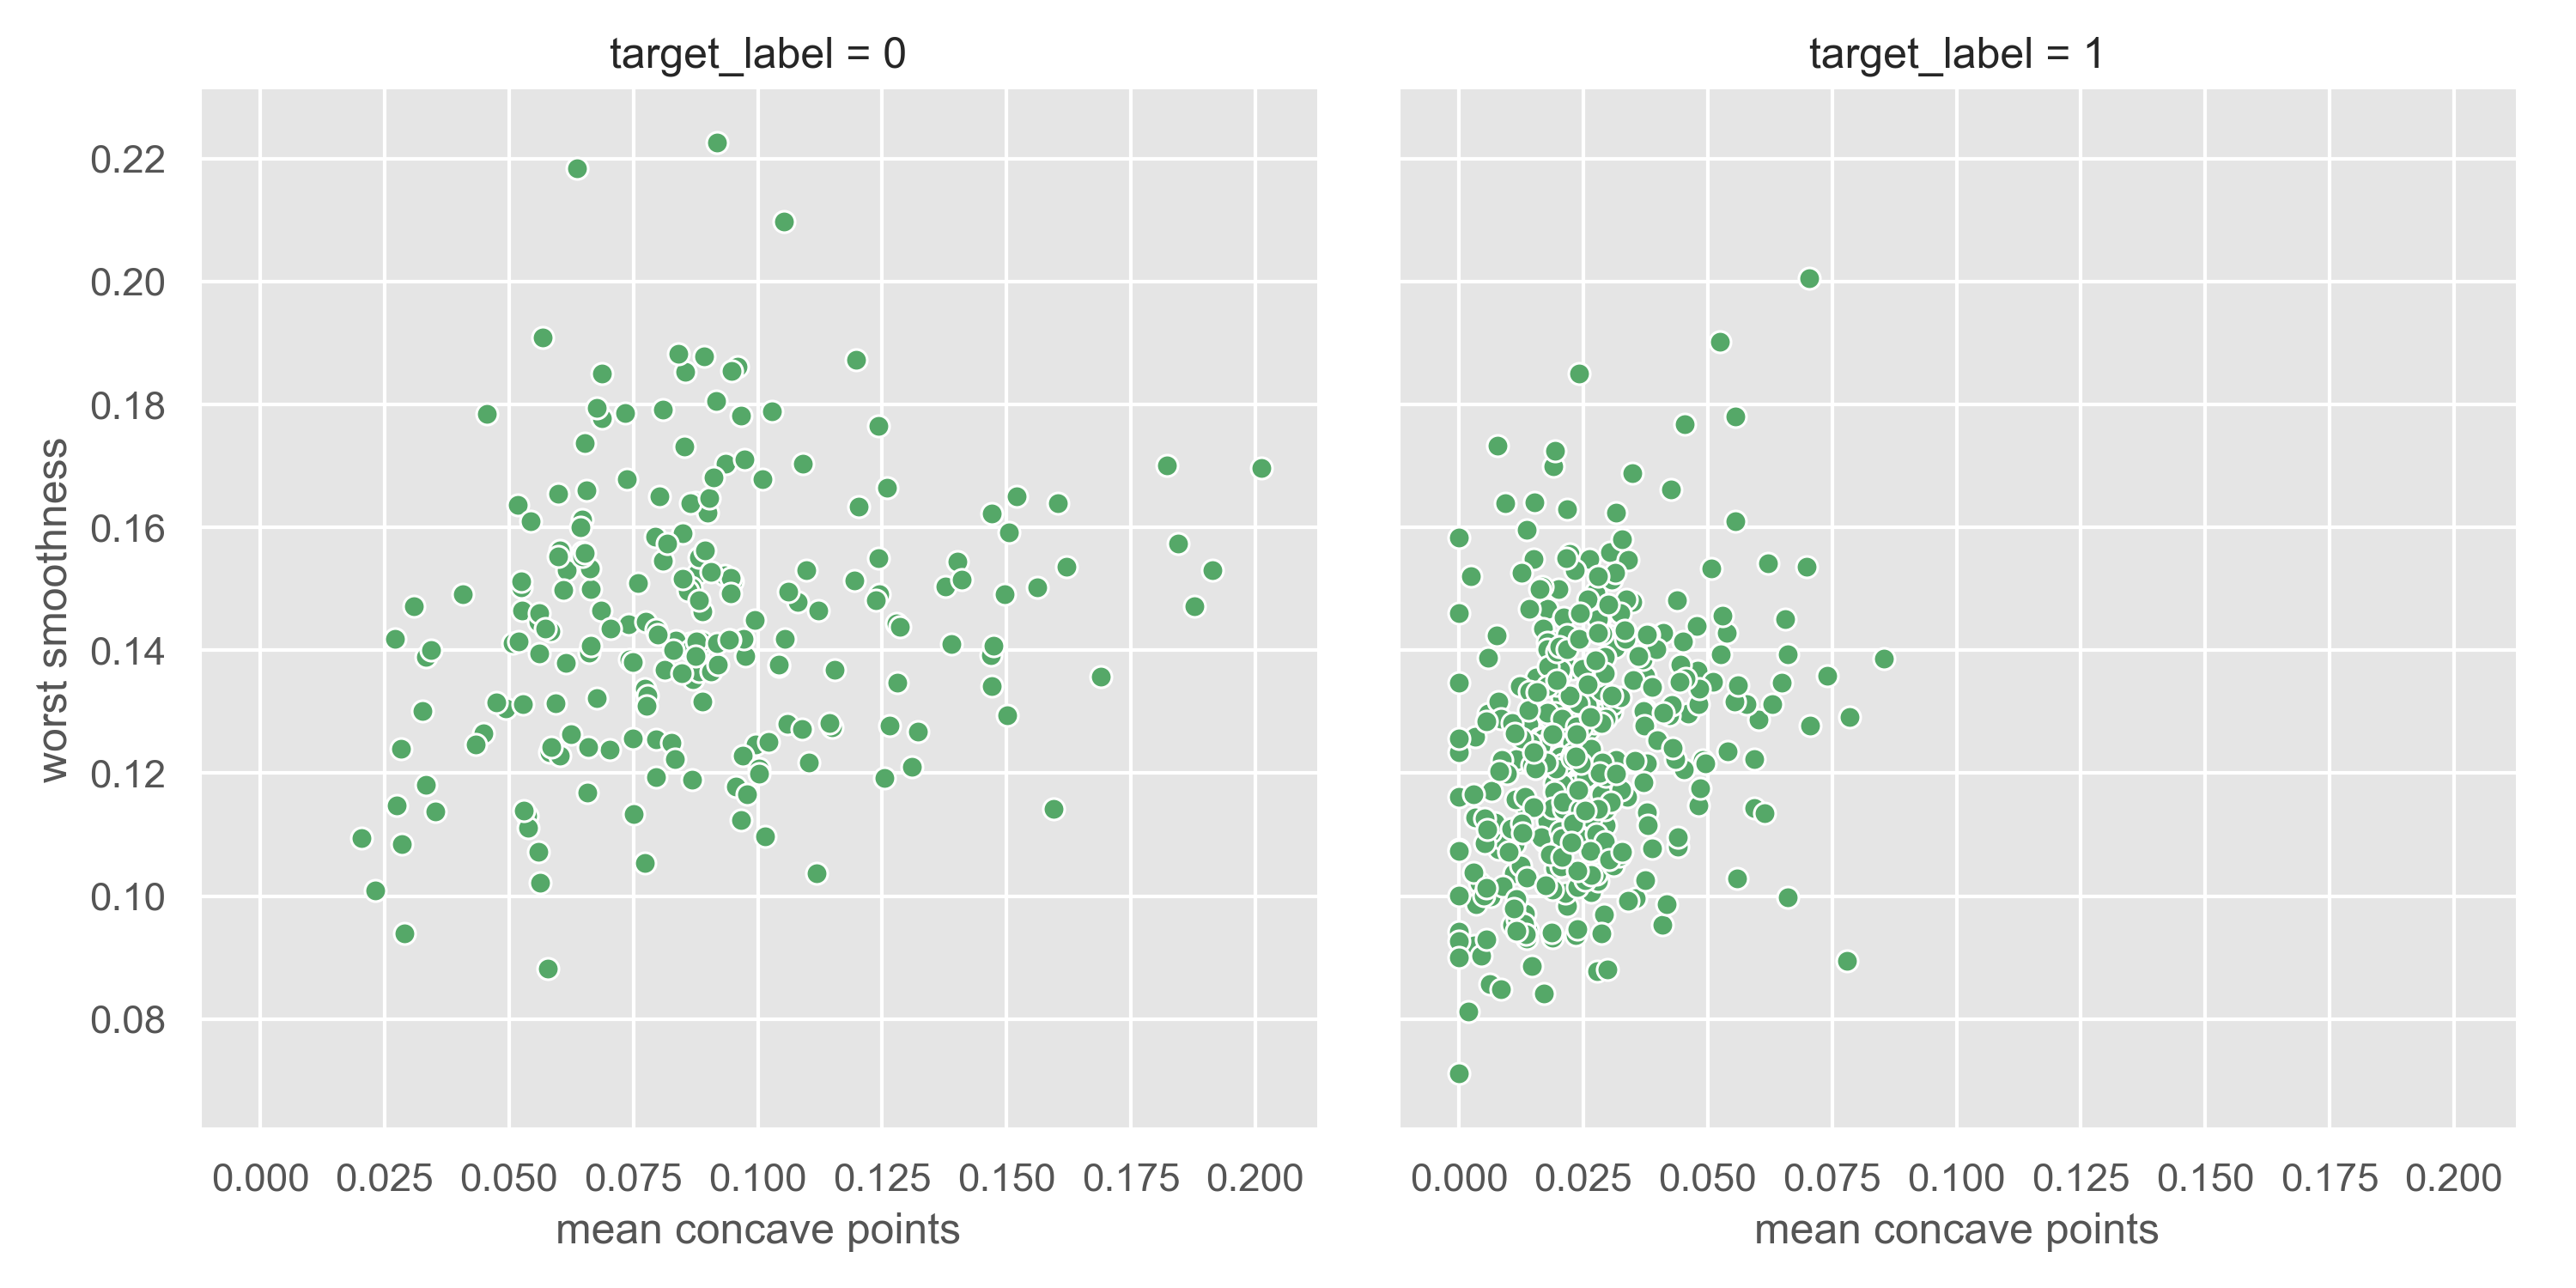 target_label = 0
target_label = 1
0.22
0.20
0.18
0.16
0.14
0.12
0.10
0.08
worst smoothness
0.000 0.025 0.050 0.075 0.100 0.125 0.150 0.175 0.200
0.000 0.025 0.050 0.075 0.100 0.125 0.150 0.175 0.200
mean concave points
mean concave points